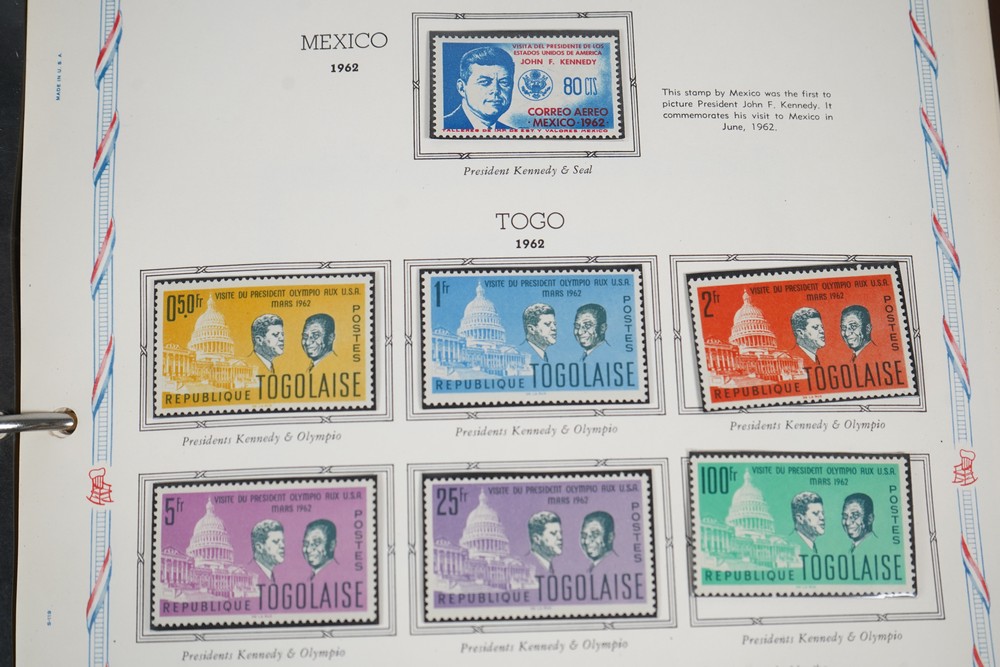 MADE IN U. S. A.
MEXICO
1962
VISITA DEL PRESIDENTE DE LOS
ESTADOS UNIDOS DE AMERICA
JOHN F. KENNEDY
80 CTS
CORREO AEREO
·MEXICO·1962·
This stamp by Mexico was the first to
picture President John F. Kennedy. It
commemorates his visit to Mexico in
June, 1962.
President Kennedy & Seal
TOGO
1962
0,50Fr
VISITE DU PRESIDENT OLYMPIO AUX U.S.A.
MARS 1962
POSTES
REPUBLIQUE TOGOLAISE
Presidents Kennedy & Olympio
1Fr
VISITE DU PRESIDENT OLYMPIO AUX U.S.A.
MARS 1962
POSTES
REPUBLIQUE TOGOLAISE
Presidents Kennedy & Olympio
2Fr
VISITE DU PRESIDENT OLYMPIO AUX U.S.A.
MARS 1962
POSTES
REPUBLIQUE TOGOLAISE
Presidents Kennedy & Olympio
5Fr
VISITE DU PRESIDENT OLYMPIO AUX U.S.A.
MARS 1962
POSTES
REPUBLIQUE TOGOLAISE
Presidents Kennedy & Olympio
25Fr
VISITE DU PRESIDENT OLYMPIO AUX U.S.A.
MARS 1962
POSTES
REPUBLIQUE TOGOLAISE
Presidents Kennedy & Olympio
100Fr
VISITE DU PRESIDENT OLYMPIO AUX U.S.A.
MARS 1962
POSTES
REPUBLIQUE TOGOLAISE
Presidents Kennedy & Olympio